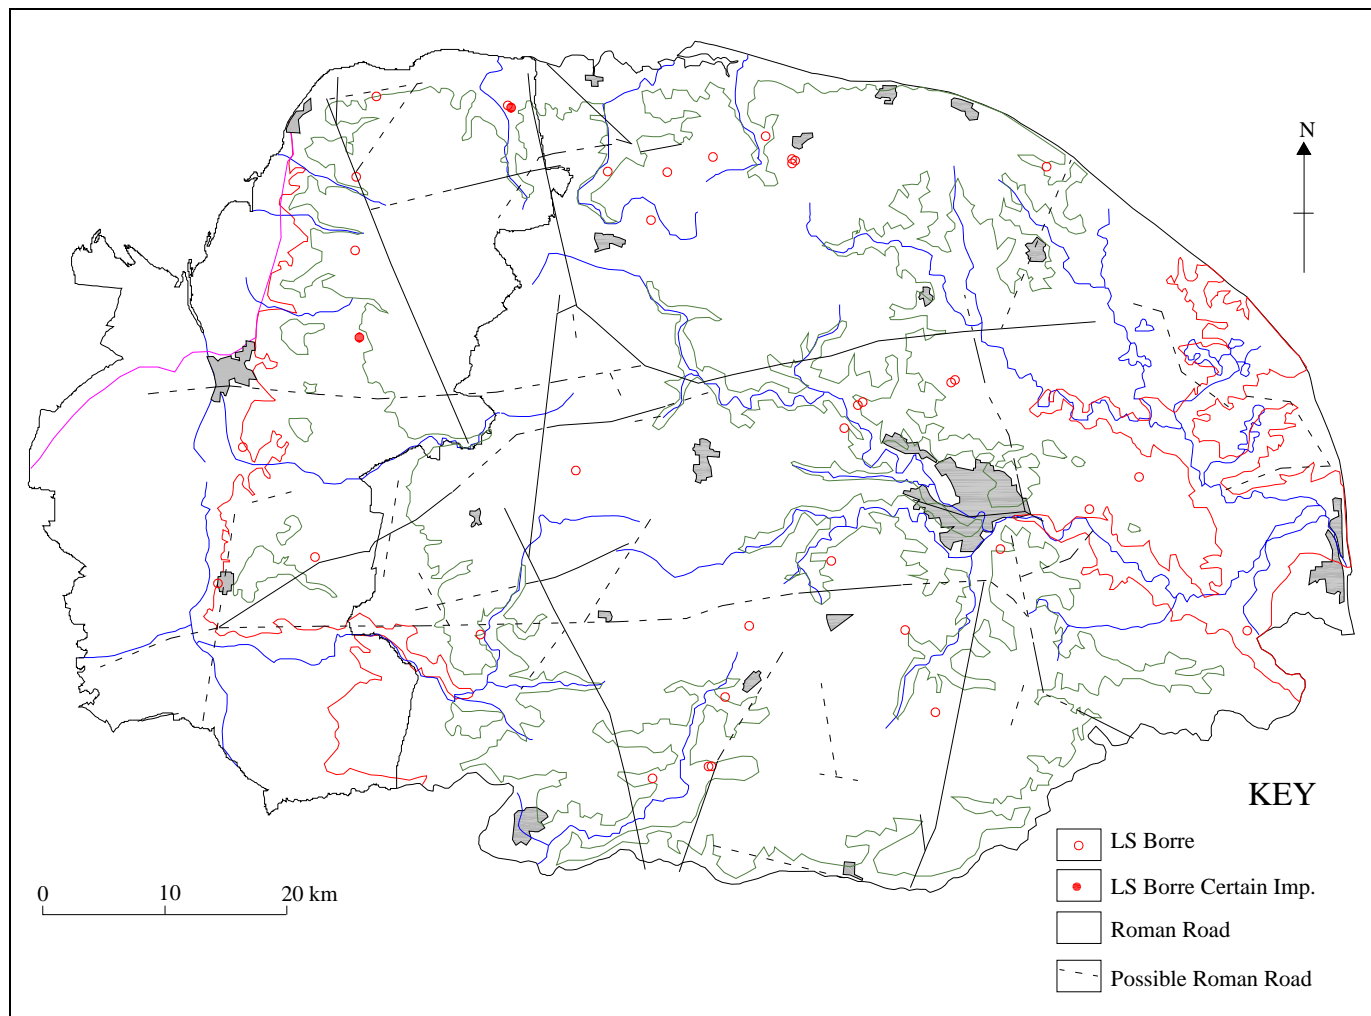 N
KEY
LS Borre
LS Borre Certain Imp.
Roman Road
Possible Roman Road
0 10 20 km